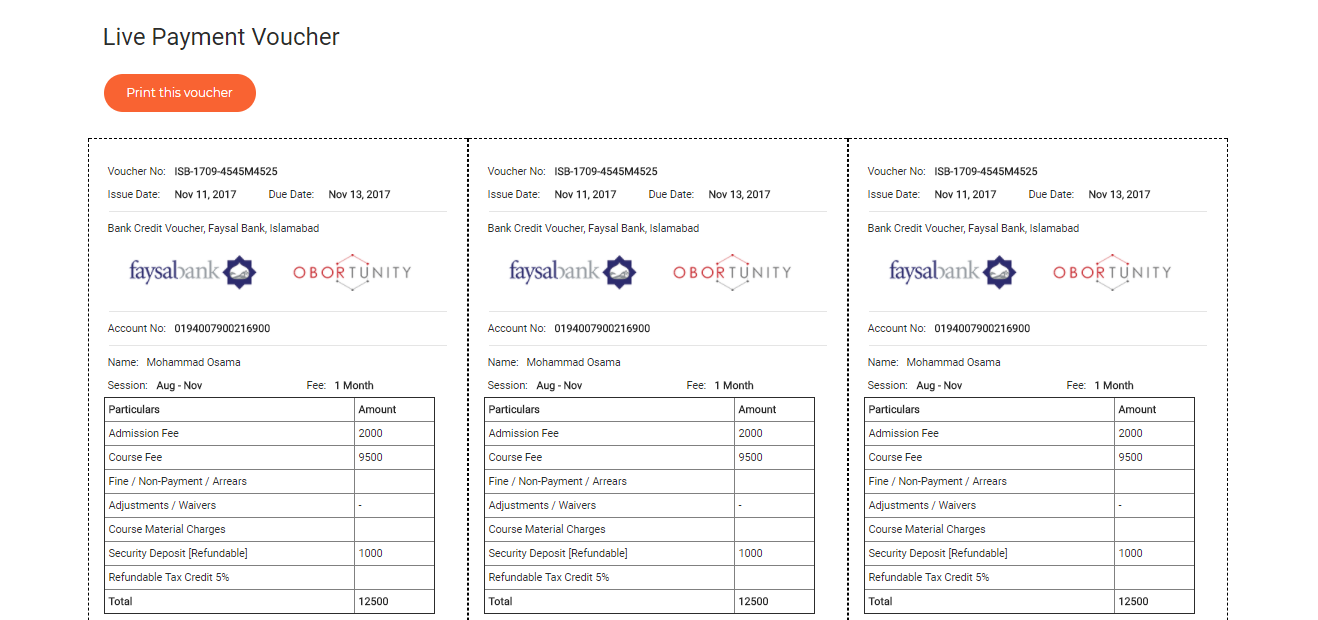 Live Payment Voucher
Print this voucher
Voucher No: ISB-1709-4545M4525
Issue Date: Nov 11, 2017 Due Date: Nov 13, 2017
Bank Credit Voucher, Faysal Bank, Islamabad
faysabank OBORTUNITY
Account No: 0194007900216900
Name: Mohammad Osama
Session: Aug - Nov Fee: 1 Month
Particulars Amount
Admission Fee 2000
Course Fee 9500
Fine / Non-Payment / Arrears
Adjustments / Waivers -
Course Material Charges
Security Deposit [Refundable] 1000
Refundable Tax Credit 5%
Total 12500
Voucher No: ISB-1709-4545M4525
Issue Date: Nov 11, 2017 Due Date: Nov 13, 2017
Bank Credit Voucher, Faysal Bank, Islamabad
faysabank OBORTUNITY
Account No: 0194007900216900
Name: Mohammad Osama
Session: Aug - Nov Fee: 1 Month
Particulars Amount
Admission Fee 2000
Course Fee 9500
Fine / Non-Payment / Arrears
Adjustments / Waivers -
Course Material Charges
Security Deposit [Refundable] 1000
Refundable Tax Credit 5%
Total 12500
Voucher No: ISB-1709-4545M4525
Issue Date: Nov 11, 2017 Due Date: Nov 13, 2017
Bank Credit Voucher, Faysal Bank, Islamabad
faysabank OBORTUNITY
Account No: 0194007900216900
Name: Mohammad Osama
Session: Aug - Nov Fee: 1 Month
Particulars Amount
Admission Fee 2000
Course Fee 9500
Fine / Non-Payment / Arrears
Adjustments / Waivers -
Course Material Charges
Security Deposit [Refundable] 1000
Refundable Tax Credit 5%
Total 12500